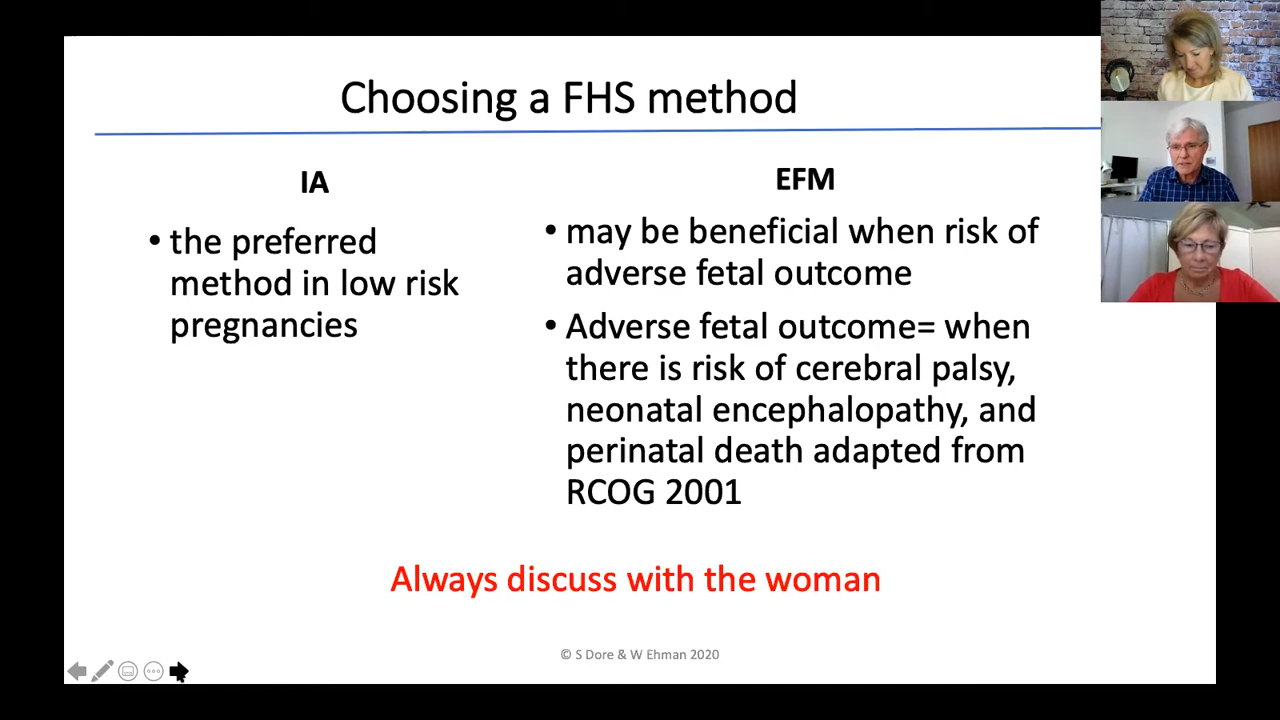 Choosing a FHS method
IA
• the preferred
method in low risk
pregnancies
EFM
• may be beneficial when risk of
adverse fetal outcome
• Adverse fetal outcome= when
there is risk of cerebral palsy,
neonatal encephalopathy, and
perinatal death adapted from
RCOG 2001
Always discuss with the woman
© S Dore & W Ehman 2020